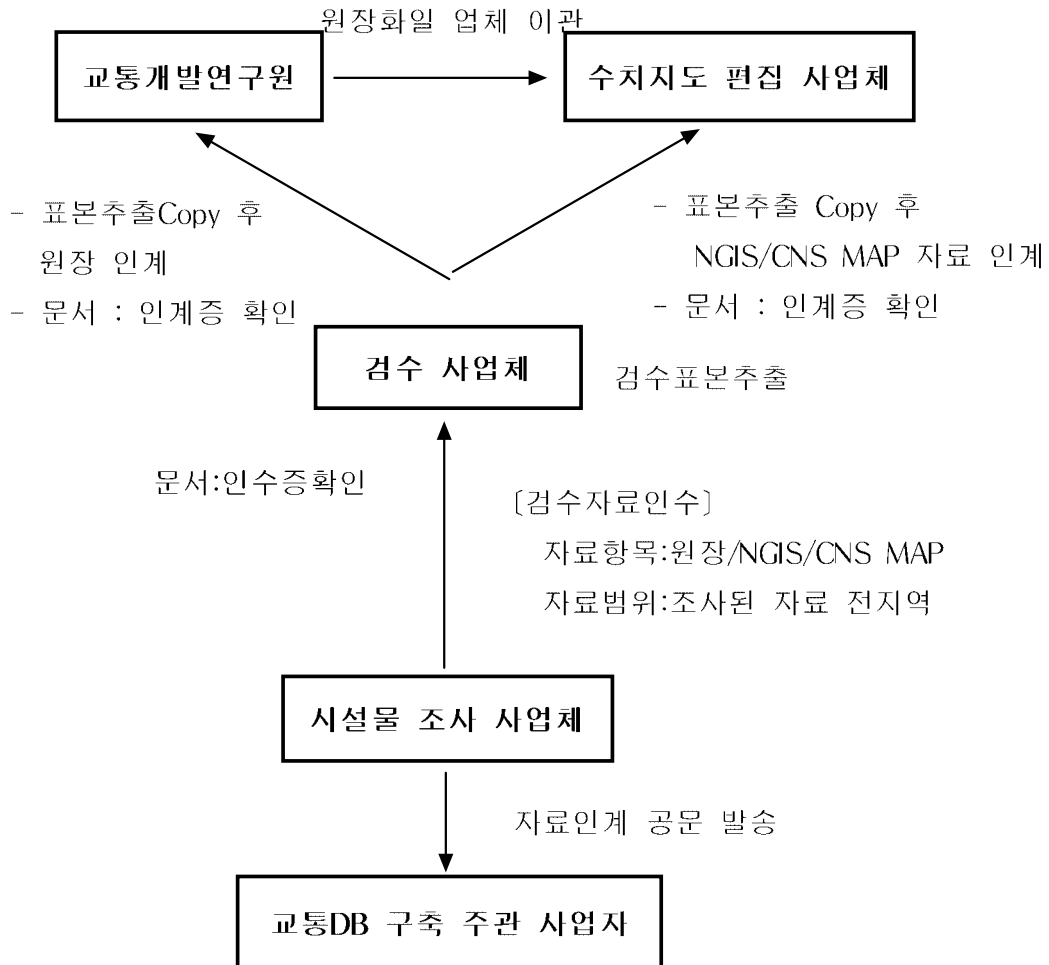 원장화일 업체 이관
교통개발연구원
수치지도 편집 사업체
- 표본추출Copy 후
원장 인계
- 문서 : 인계증 확인
- 표본추출 Copy 후
NGIS/CNS MAP 자료 인계
- 문서 : 인계증 확인
검수 사업체
검수표본추출
문서:인수증확인
〔검수자료인수〕
자료항목:원장/NGIS/CNS MAP
자료범위:조사된 자료 전지역
시설물 조사 사업체
자료인계 공문 발송
교통DB 구축 주관 사업자